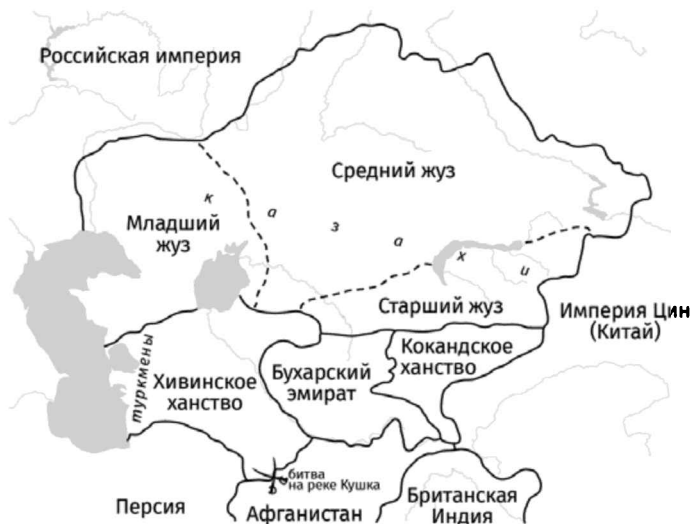 Российская империя
Средний жуз
к а з а х и
Младший
жуз
Старший жуз
Империя Цин
(Китай)
туркмены
Хивинское
ханство
Бухарский
эмират
Кокандское
ханство
битва
на реке Кушка
Персия
Афганистан
Британская
Индия